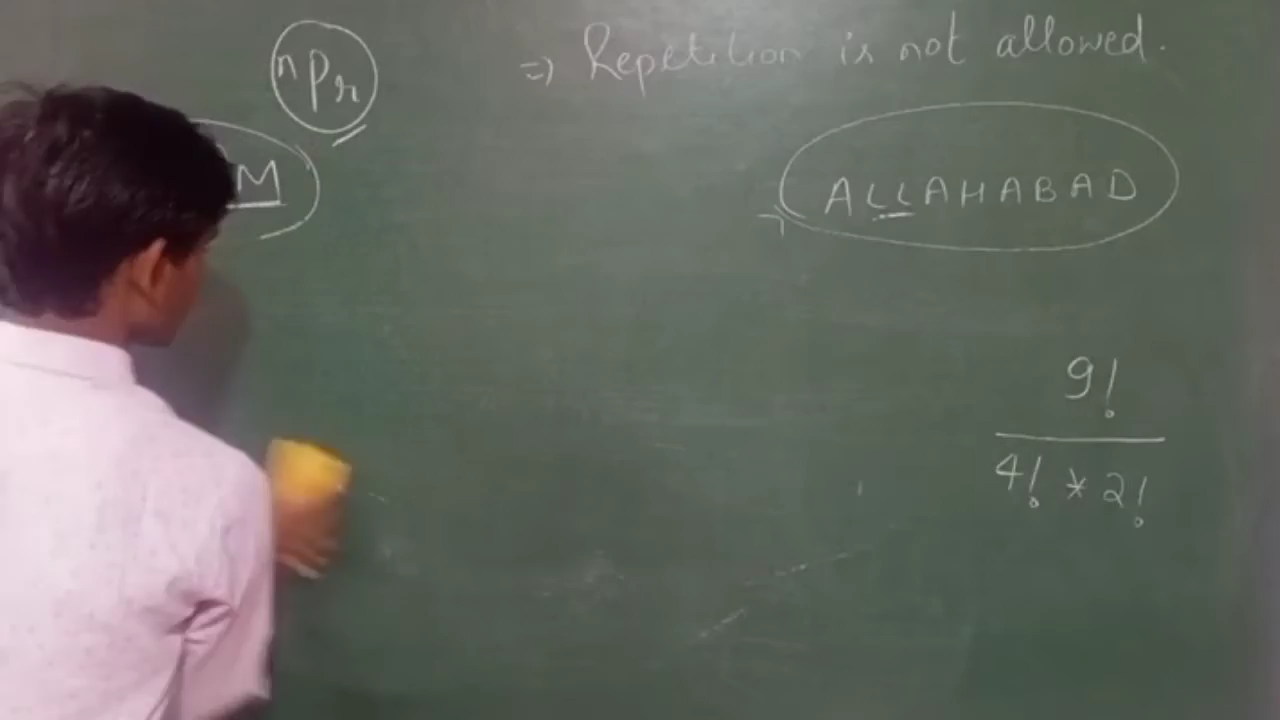 nPr
=> Repetition is not allowed.
M
ALLAHABAD
9!
4! * 2!